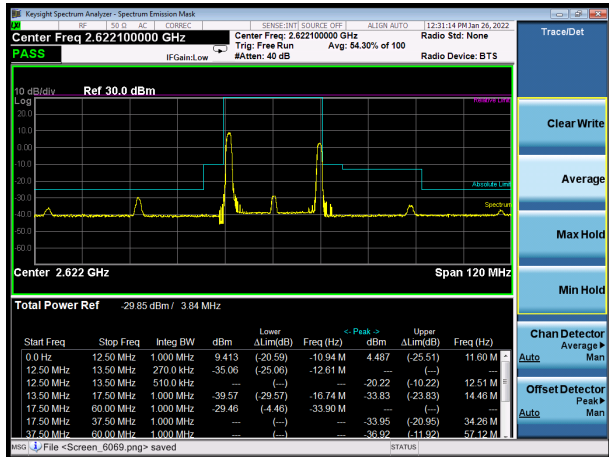 Keysight Spectrum Analyzer - Spectrum Emission Mask
RF 50 Ω AC CORREC SENSE:INT SOURCE OFF ALIGN AUTO 12:31:14 PM Jan 26, 2022
Center Freq 2.622100000 GHz Center Freq: 2.622100000 GHz Radio Std: None
Trig: Free Run Avg: 54.30% of 100
PASS IFGain:Low #Atten: 40 dB Radio Device: BTS
10 dB/div Ref 30.0 dBm
Log
Relative Limit
20.0
10.0
0.00
-10.0
-20.0
Absolute Limit
-30.0
Spectrum
-40.0
-50.0
-60.0
Center 2.622 GHz Span 120 MHz
Total Power Ref -29.85 dBm / 3.84 MHz
Lower <- Peak -> Upper
Start Freq Stop Freq Integ BW dBm ΔLim(dB) Freq (Hz) dBm ΔLim(dB) Freq (Hz)
0.0 Hz 12.50 MHz 1.000 MHz 9.413 (-20.59) -10.94 M 4.487 (-25.51) 11.60 M
12.50 MHz 13.50 MHz 270.0 kHz -35.06 (-25.06) -12.61 M --- (---)
12.50 MHz 13.50 MHz 510.0 kHz --- (---) -20.22 (-10.22) 12.51 M
13.50 MHz 17.50 MHz 1.000 MHz -39.57 (-29.57) -16.74 M -33.83 (-23.83) 14.46 M
17.50 MHz 60.00 MHz 1.000 MHz -29.46 (-4.46) -33.90 M --- (---)
17.50 MHz 37.50 MHz 1.000 MHz --- (---) -33.95 (-20.95) 34.26 M
37.50 MHz 60.00 MHz 1.000 MHz --- (---) -36.92 (-11.92) 57.12 M
MSG File <Screen_6069.png> saved STATUS
Trace/Det
Clear Write
Average
Max Hold
Min Hold
Chan Detector
Average
Auto Man
Offset Detector
Peak
Auto Man